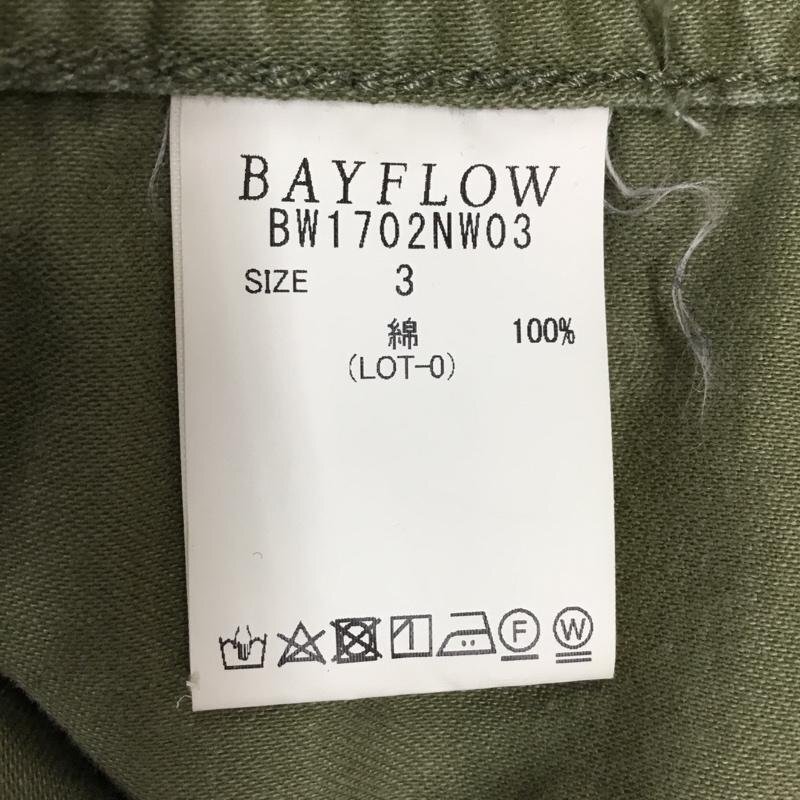 BAYFLOW
BW1702NW03
SIZE 3
綿 100%
(LOT-0)
F W